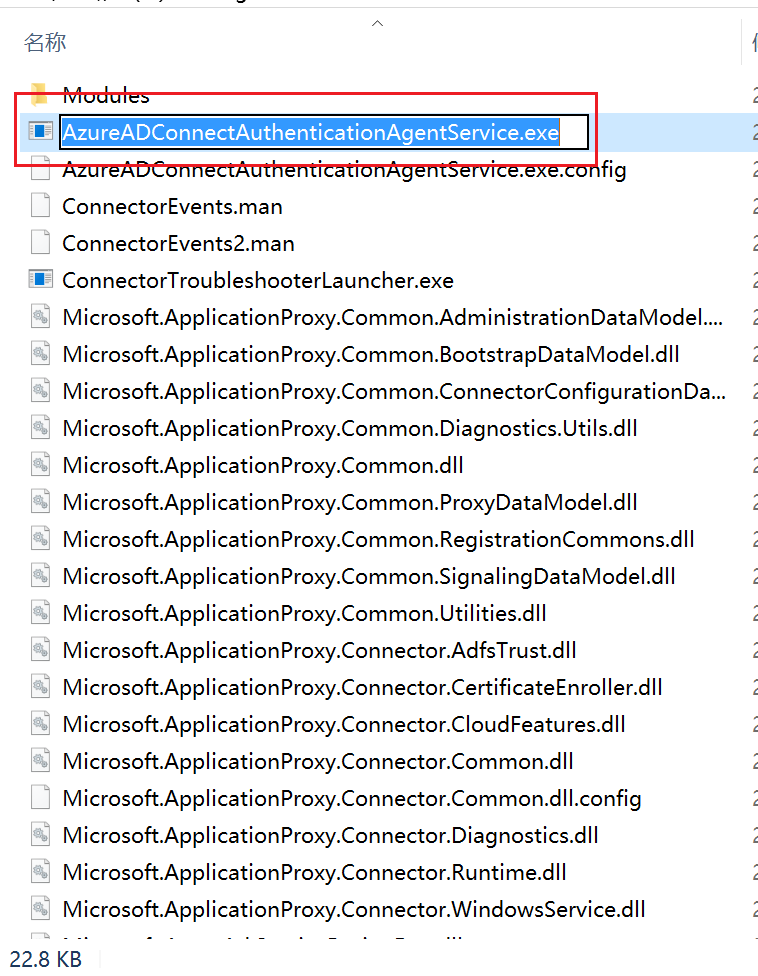 名称
Modules
AzureADConnectAuthenticationAgentService.exe
AzureADConnectAuthenticationAgentService.exe.config
ConnectorEvents.man
ConnectorEvents2.man
ConnectorTroubleshooterLauncher.exe
Microsoft.ApplicationProxy.Common.AdministrationDataModel....
Microsoft.ApplicationProxy.Common.BootstrapDataModel.dll
Microsoft.ApplicationProxy.Common.ConnectorConfigurationDa...
Microsoft.ApplicationProxy.Common.Diagnostics.Utils.dll
Microsoft.ApplicationProxy.Common.dll
Microsoft.ApplicationProxy.Common.ProxyDataModel.dll
Microsoft.ApplicationProxy.Common.RegistrationCommons.dll
Microsoft.ApplicationProxy.Common.SignalingDataModel.dll
Microsoft.ApplicationProxy.Common.Utilities.dll
Microsoft.ApplicationProxy.Connector.AdfsTrust.dll
Microsoft.ApplicationProxy.Connector.CertificateEnroller.dll
Microsoft.ApplicationProxy.Connector.CloudFeatures.dll
Microsoft.ApplicationProxy.Connector.Common.dll
Microsoft.ApplicationProxy.Connector.Common.dll.config
Microsoft.ApplicationProxy.Connector.Diagnostics.dll
Microsoft.ApplicationProxy.Connector.Runtime.dll
Microsoft.ApplicationProxy.Connector.WindowsService.dll
22.8 KB